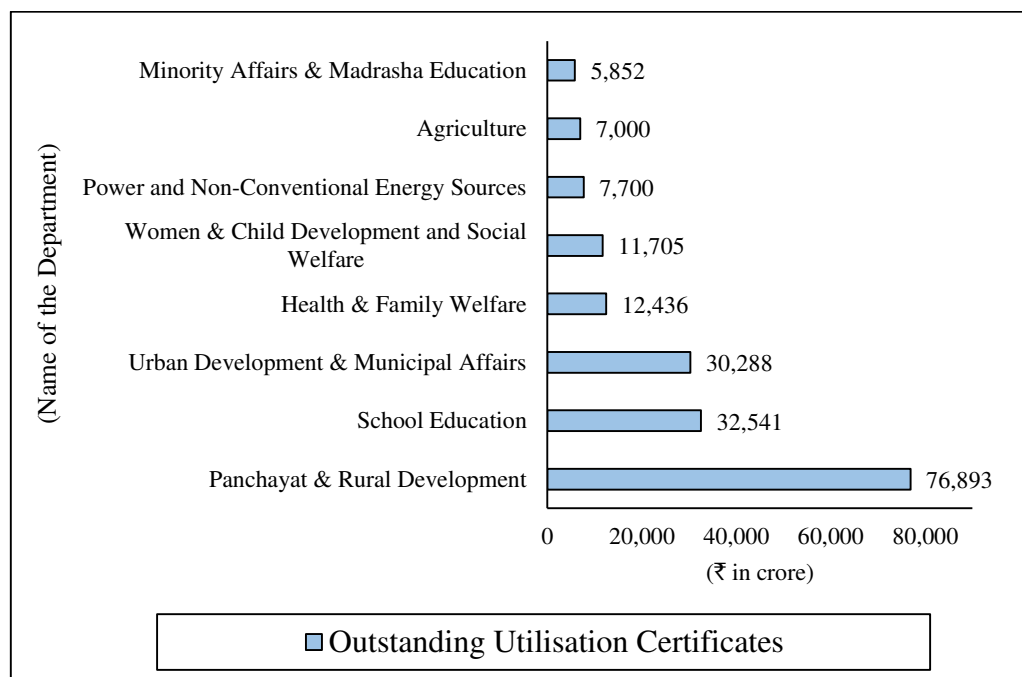 (Name of the Department)
Minority Affairs & Madrasha Education
5,852
Agriculture
7,000
Power and Non-Conventional Energy Sources
7,700
Women & Child Development and Social
Welfare
11,705
Health & Family Welfare
12,436
Urban Development & Municipal Affairs
30,288
School Education
32,541
Panchayat & Rural Development
76,893
0 20,000 40,000 60,000 80,000
(₹ in crore)
Outstanding Utilisation Certificates